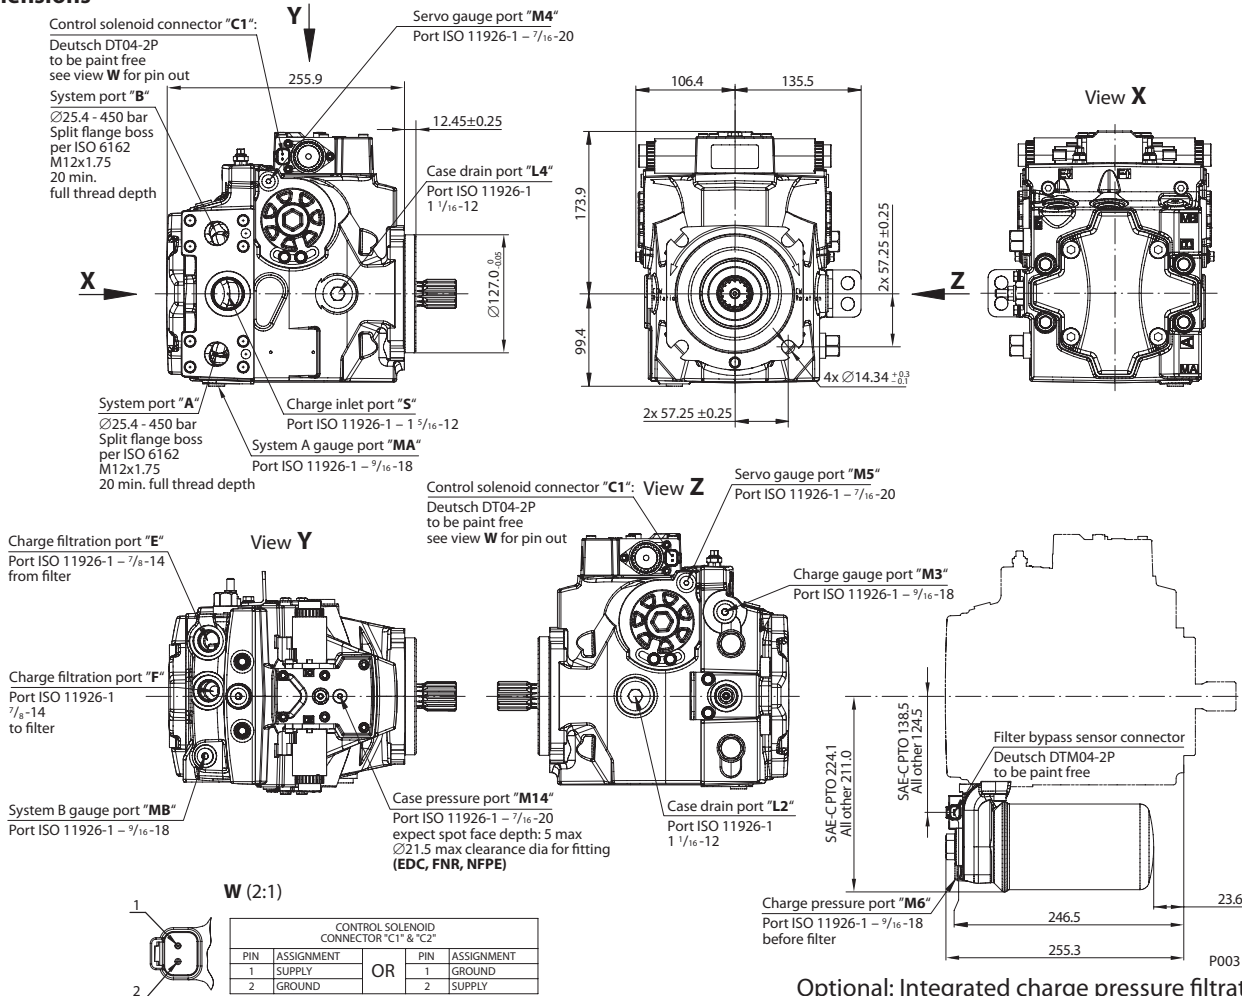 Control solenoid connector "C1":
Deutsch DT04-2P
to be paint free
see view W for pin out
Y
Servo gauge port "M4"
Port ISO 11926-1 – 7/16-20
255.9
System port "B"
∅25.4 - 450 bar
Split flange boss
per ISO 6162
M12x1.75
20 min.
full thread depth
12.45±0.25
Case drain port "L4"
Port ISO 11926-1
1 1/16-12
X
∅127.0 0 -0.05
106.4
135.5
173.9
99.4
2x 57.25 ±0.25
Z
4x ∅14.34 +0.3 -0.1
2x 57.25 ±0.25
View X
MB
B
A
MA
System port "A"
∅25.4 - 450 bar
Split flange boss
per ISO 6162
M12x1.75
20 min. full thread depth
Charge inlet port "S"
Port ISO 11926-1 – 1 5/16-12
System A gauge port "MA"
Port ISO 11926-1 – 9/16-18
Control solenoid connector "C1":
Deutsch DT04-2P
to be paint free
see view W for pin out
View Z
Servo gauge port "M5"
Port ISO 11926-1 – 7/16-20
Charge filtration port "E"
Port ISO 11926-1 – 7/8-14
from filter
View Y
Charge gauge port "M3"
Port ISO 11926-1 – 9/16-18
Charge filtration port "F"
Port ISO 11926-1
7/8-14
to filter
System B gauge port "MB"
Port ISO 11926-1 – 9/16-18
Case pressure port "M14"
Port ISO 11926-1 – 7/16-20
expect spot face depth: 5 max
∅21.5 max clearance dia for fitting
(EDC, FNR, NFPE)
Case drain port "L2"
Port ISO 11926-1
1 1/16-12
SAE-C PTO 224.1
All other 211.0
SAE-C PTO 138.5
All other 124.5
Filter bypass sensor connector
Deutsch DTM04-2P
to be paint free
Charge pressure port "M6"
Port ISO 11926-1 – 9/16-18
before filter
23.6
246.5
255.3
P003
W (2:1)
1
2
CONTROL SOLENOID
CONNECTOR "C1" & "C2"
PIN ASSIGNMENT OR PIN ASSIGNMENT
1 SUPPLY 1 GROUND
2 GROUND 2 SUPPLY